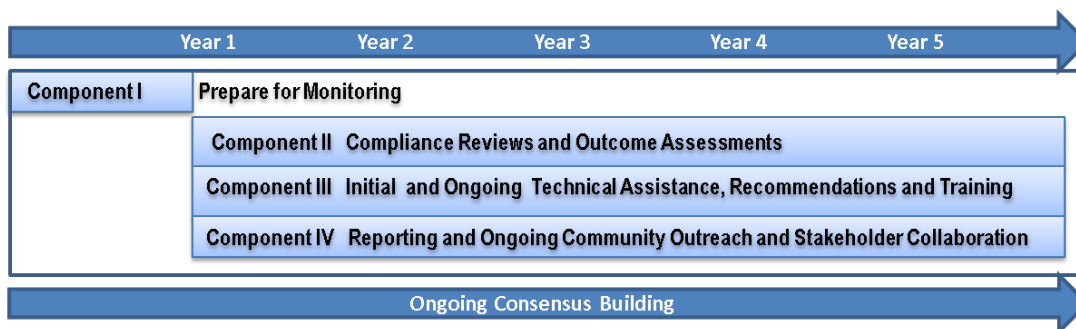 Year 1 Year 2 Year 3 Year 4 Year 5
Component I Prepare for Monitoring
Component II Compliance Reviews and Outcome Assessments
Component III Initial and Ongoing Technical Assistance, Recommendations and Training
Component IV Reporting and Ongoing Community Outreach and Stakeholder Collaboration
Ongoing Consensus Building